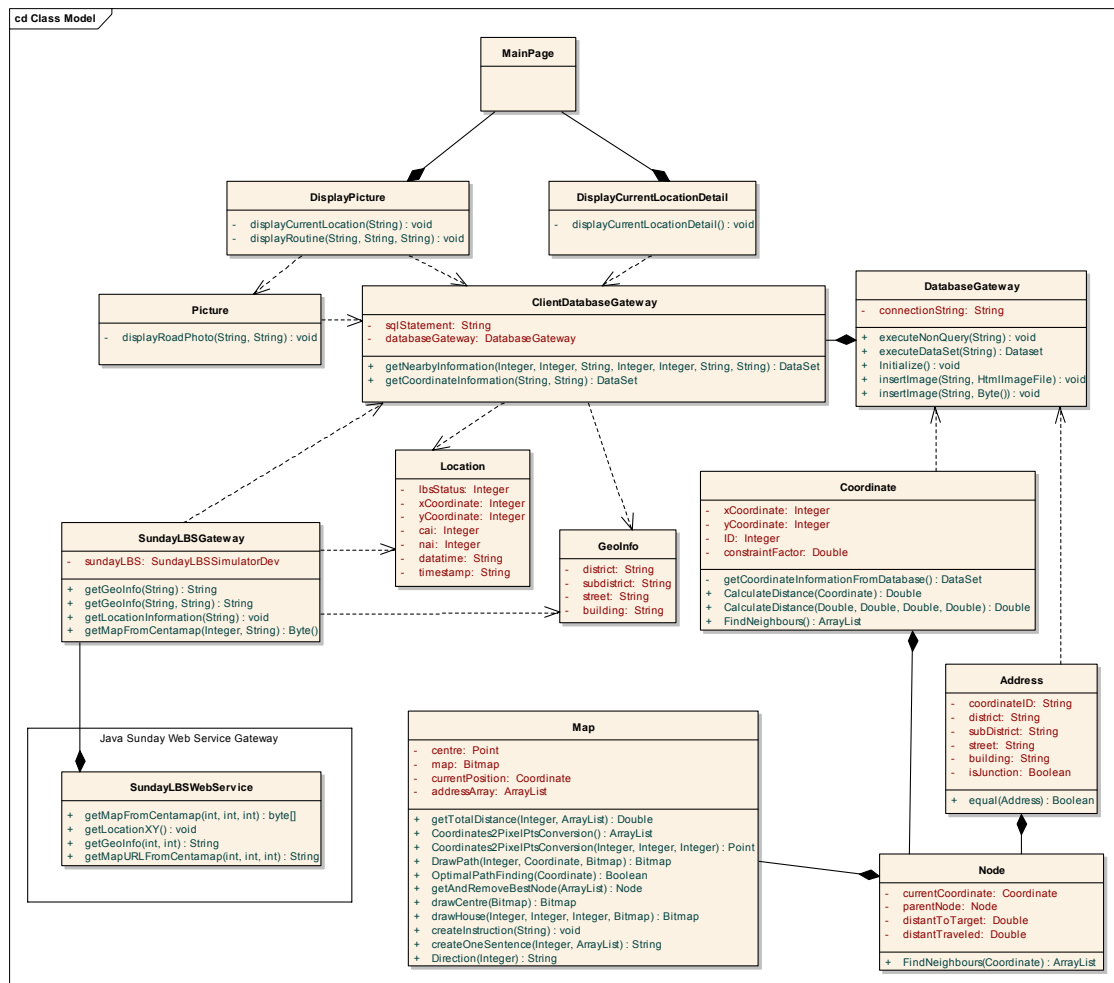 cd Class Model
MainPage
DisplayPicture
- displayCurrentLocation(String) : void
- displayRoutine(String, String, String) : void
DisplayCurrentLocationDetail
- displayCurrentLocationDetail() : void
Picture
- displayRoadPhoto(String, String) : void
ClientDatabaseGateway
- sqlStatement: String
- databaseGateway: DatabaseGateway
+ getNearbyInformation(Integer, Integer, String, Integer, Integer, String, String) : DataSet
+ getCoordinateInformation(String, String) : DataSet
DatabaseGateway
- connectionString: String
+ executeNonQuery(String) : void
+ executeDataSet(String) : Dataset
+ Initialize() : void
+ insertImage(String, HtmlImageFile) : void
+ insertImage(String, Byte()) : void
Location
- lbsStatus: Integer
- xCoordinate: Integer
- yCoordinate: Integer
- cai: Integer
- nai: Integer
- datatime: String
- timestamp: String
GeoInfo
- district: String
- subdistrict: String
- street: String
- building: String
Coordinate
- xCoordinate: Integer
- yCoordinate: Integer
- ID: Integer
- constraintFactor: Double
- getCoordinateInformationFromDatabase() : DataSet
+ CalculateDistance(Coordinate) : Double
+ CalculateDistance(Double, Double, Double, Double) : Double
+ FindNeighbours() : ArrayList
SundayLBSGateway
- sundayLBS: SundayLBSSimulatorDev
+ getGeoInfo(String) : String
+ getGeoInfo(String, String) : String
+ getLocationInformation(String) : void
+ getMapFromCentamap(Integer, String) : Byte()
Address
- coordinateID: String
- district: String
- subDistrict: String
- street: String
- building: String
- isJunction: Boolean
+ equal(Address) : Boolean
Java Sunday Web Service Gateway
SundayLBSWebService
+ getMapFromCentamap(int, int, int) : byte[]
+ getLocationXY() : void
+ getGeoInfo(int, int) : String
+ getMapURLFromCentamap(int, int, int) : String
Map
- centre: Point
- map: Bitmap
- currentPosition: Coordinate
- addressArray: ArrayList
+ getTotalDistance(Integer, ArrayList) : Double
+ Coordinates2PixelPtsConversion() : ArrayList
+ Coordinates2PixelPtsConversion(Integer, Integer, Integer) : Point
+ DrawPath(Integer, Coordinate, Bitmap) : Bitmap
+ OptimalPathFinding(Coordinate) : Boolean
+ getAndRemoveBestNode(ArrayList) : Node
+ drawCentre(Bitmap) : Bitmap
+ drawHouse(Integer, Integer, Integer, Bitmap) : Bitmap
+ createInstruction(String) : void
+ createOneSentence(Integer, ArrayList) : String
+ Direction(Integer) : String
Node
- currentCoordinate: Coordinate
- parentNode: Node
- distantToTarget: Double
- distantTraveled: Double
+ FindNeighbours(Coordinate) : ArrayList